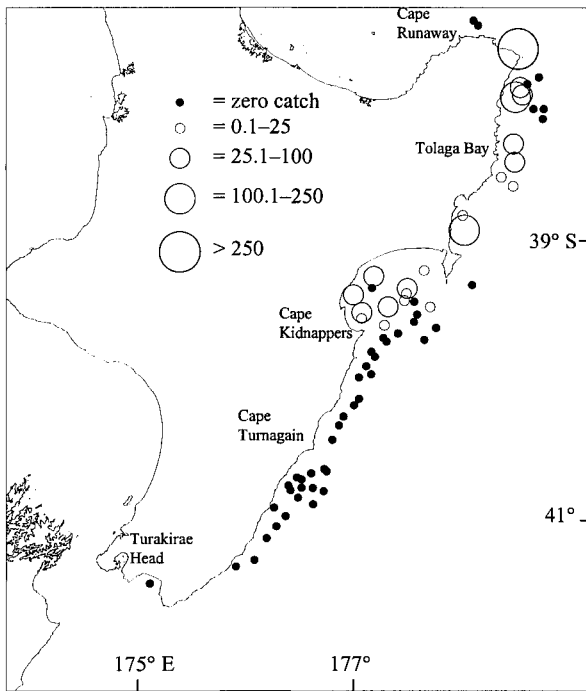 Cape
Runaway
= zero catch
= 0.1–25
= 25.1–100
Tolaga Bay
= 100.1–250
39° S
> 250
Cape
Kidnappers
Cape
Turnagain
41°
Turakirae
Head
175° E
177°